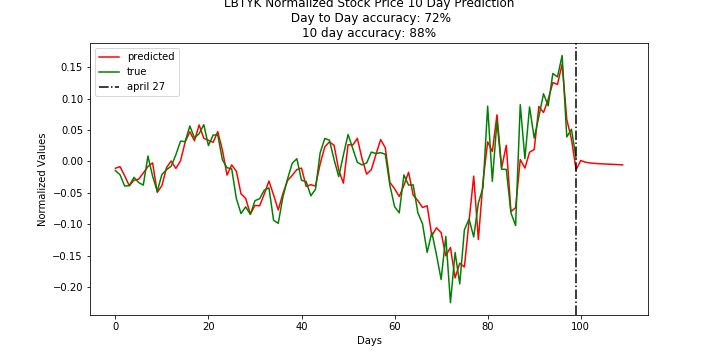 LBTYK Normalized Stock Price 10 Day Prediction
Day to Day accuracy: 72%
10 day accuracy: 88%
predicted
true
april 27
Normalized Values
0.15
0.10
0.05
0.00
−0.05
−0.10
−0.15
−0.20
0
20
40
60
80
100
Days